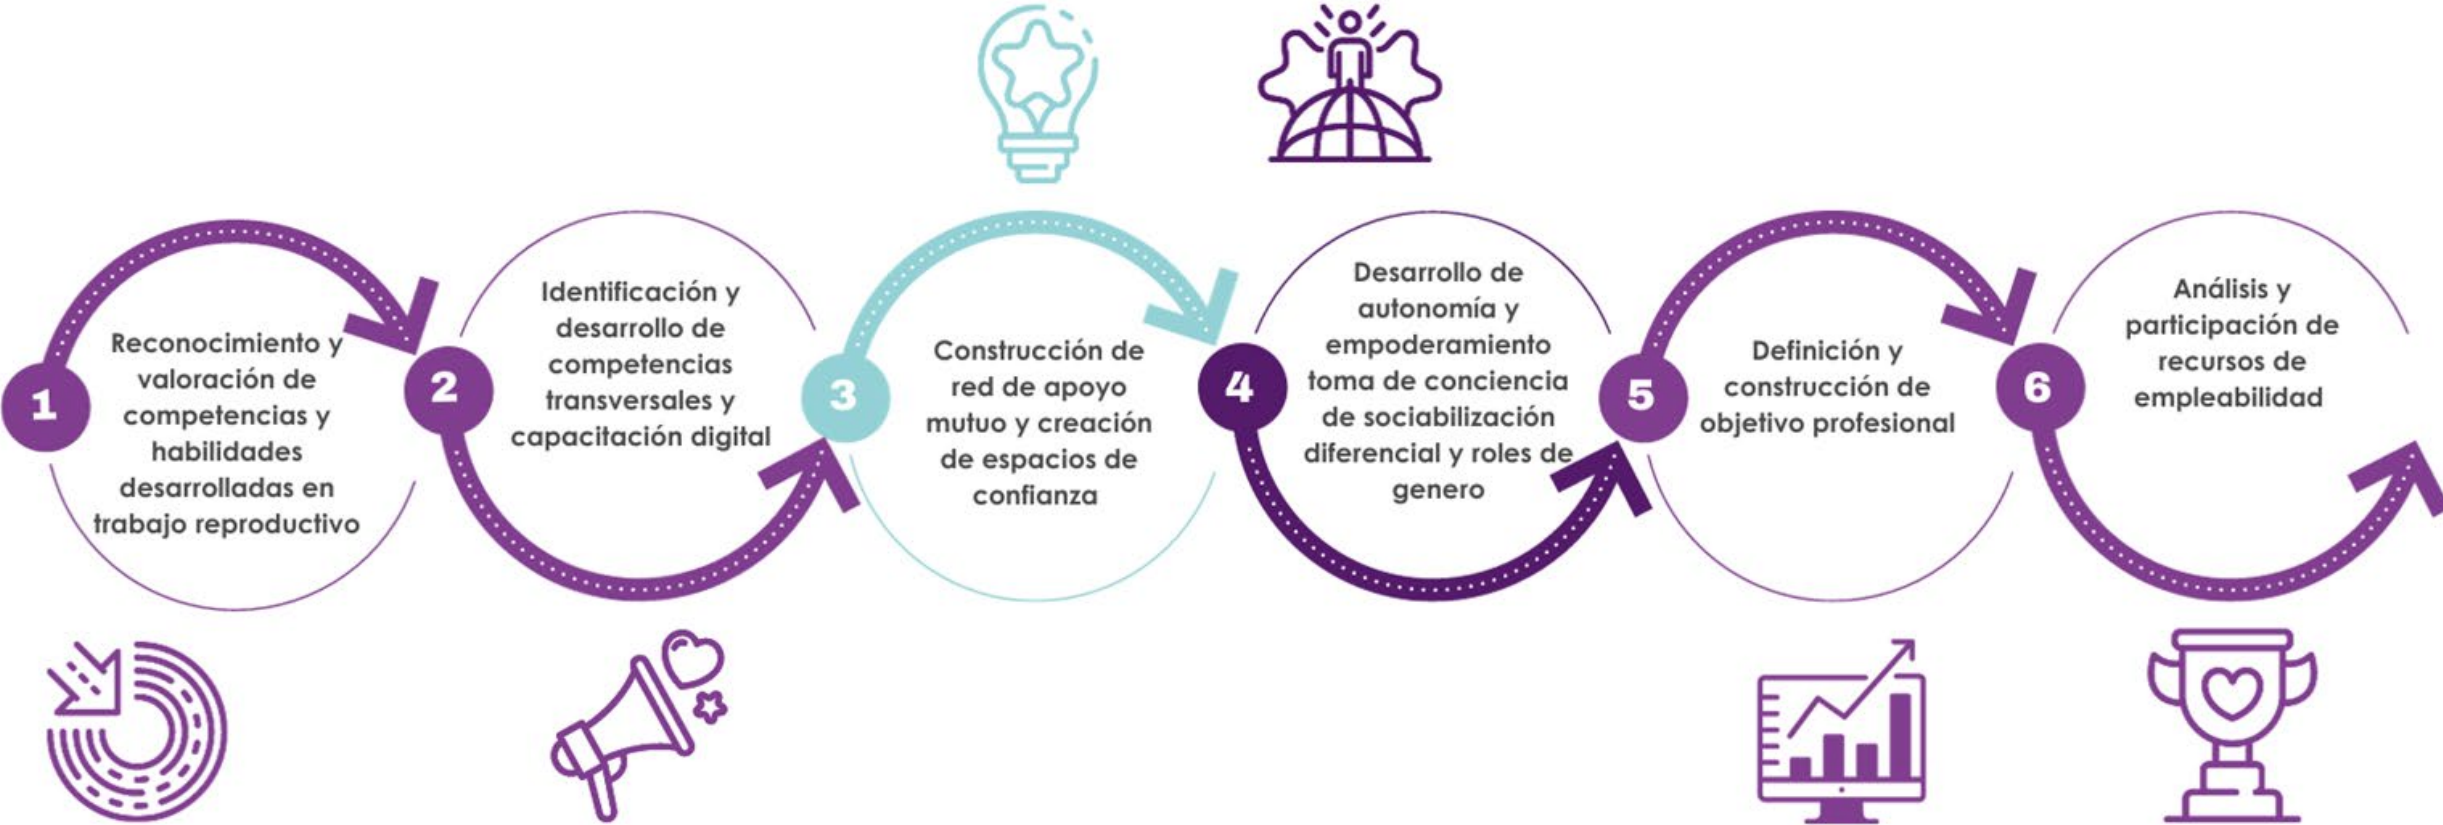 1
Reconocimiento y
valoración de
competencias y
habilidades
desarrolladas en
trabajo reproductivo
2
Identificación y
desarrollo de
competencias
transversales y
capacitación digital
3
Construcción de
red de apoyo
mutuo y creación
de espacios de
confianza
4
Desarrollo de
autonomía y
empoderamiento
toma de conciencia
de sociabilización
diferencial y roles de
genero
5
Definición y
construcción de
objetivo profesional
6
Análisis y
participación de
recursos de
empleabilidad